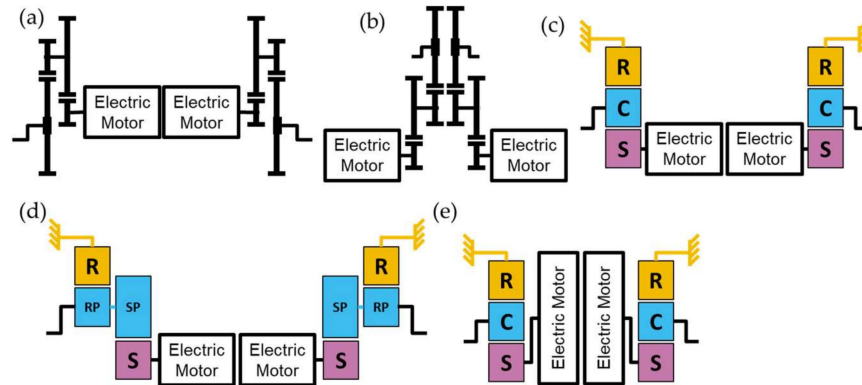 (a)
Electric
Motor
Electric
Motor
(b)
Electric
Motor
Electric
Motor
(c)
R
C
S
Electric
Motor
Electric
Motor
R
C
S
(d)
R
RP
SP
S
Electric
Motor
Electric
Motor
SP
RP
R
S
(e)
R
C
S
Electric Motor
Electric Motor
R
C
S